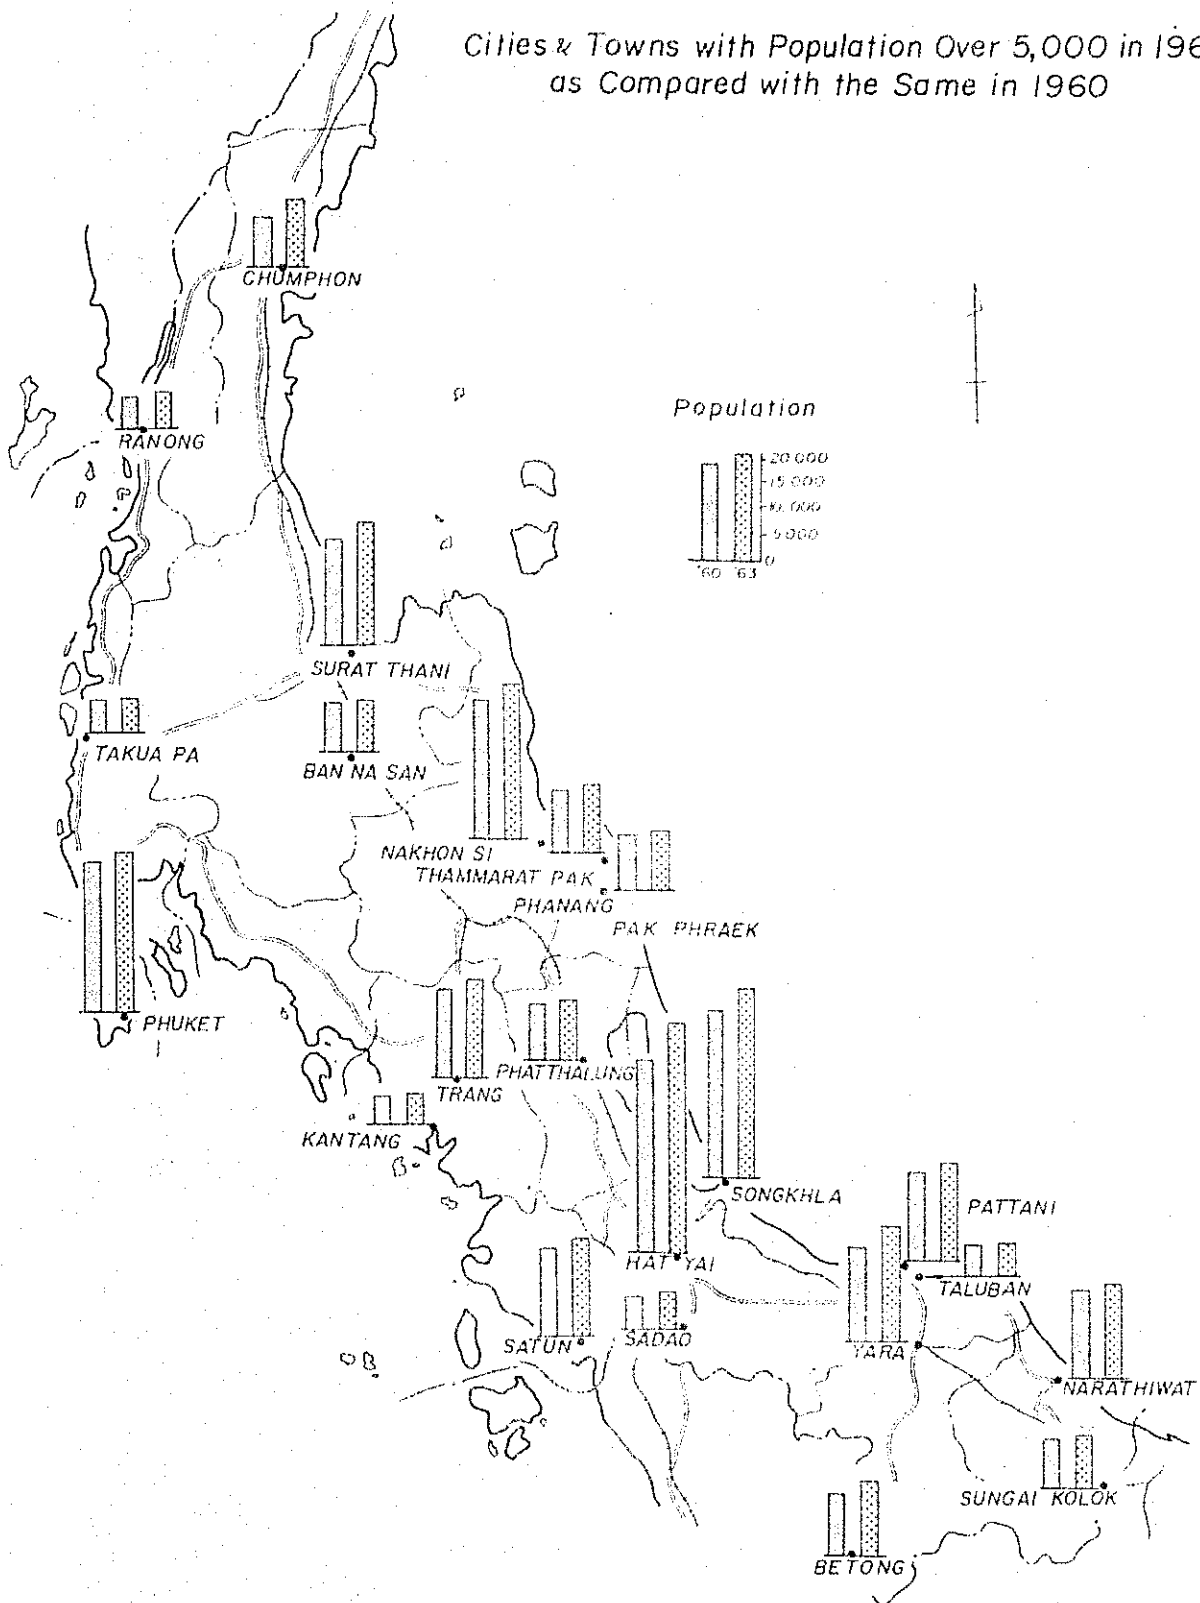 Cities & Towns with Population Over 5,000 in 196
as Compared with the Same in 1960
CHUMPHON
Population
20 000
15 000
10,000
5000
0
'60 '63
RANONG
SURAT THANI
TAKUA PA
BAN NA SAN
NAKHON SI
THAMMARAT PAK
PHANANG
PAK PHRAEK
PHUKET
PHATTHALUNG
TRANG
KANTANG
SONGKHLA
PATTANI
HAT YAI
TALUBAN
SATUN
SADAO
YARA
NARATHIWAT
SUNGAI KOLOK
BETONG